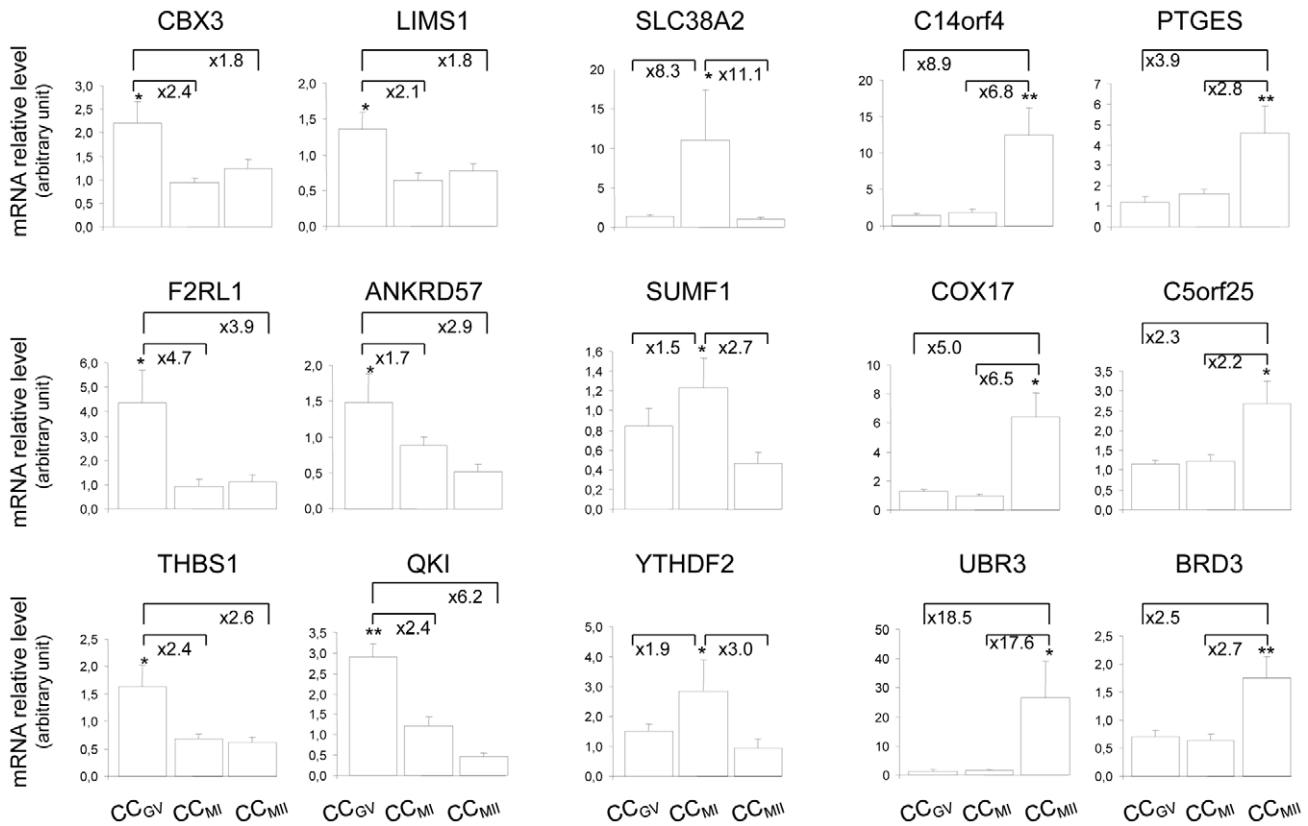 CBX3 LIMS1 SLC38A2 C14orf4 PTGES
mRNA relative level
(arbitrary unit)
x1.8
x2.4
*
3,0
2,5
2,0
1,5
1,0
0,5
0,0
x1.8
x2.1
*
2,0
1,5
1,0
0,5
0,0
x8.3 * x11.1
20
15
10
5
0
x8.9
x6.8
**
20
15
10
5
0
x3.9
x2.8
**
7
6
5
4
3
2
1
0
F2RL1 ANKRD57 SUMF1 COX17 C5orf25
mRNA relative level
(arbitrary unit)
x3.9
x4.7
*
6,0
5,0
4,0
3,0
2,0
1,0
0,0
x2.9
x1.7
*
2,0
1,5
1,0
0,5
0,0
x1.5 * x2.7
1,6
1,4
1,2
1,0
0,8
0,6
0,4
0,2
0,0
x5.0
x6.5
*
10
8
6
4
2
0
x2.3
x2.2
*
3,5
3,0
2,5
2,0
1,5
1,0
0,5
0,0
THBS1 QKI YTHDF2 UBR3 BRD3
mRNA relative level
(arbitrary unit)
x2.6
x2.4
*
2,5
2,0
1,5
1,0
0,5
0,0
x6.2
x2.4
**
3,5
3,0
2,5
2,0
1,5
1,0
0,5
0,0
x1.9 * x3.0
5,0
4,0
3,0
2,0
1,0
0,0
x18.5
x17.6
*
50
40
30
20
10
0
x2.5
x2.7
**
2,5
2,0
1,5
1,0
0,5
0,0
CCGV CCMI CCMII CCGV CCMI CCMII CCGV CCMI CCMII CCGV CCMI CCMII CCGV CCMI CCMII